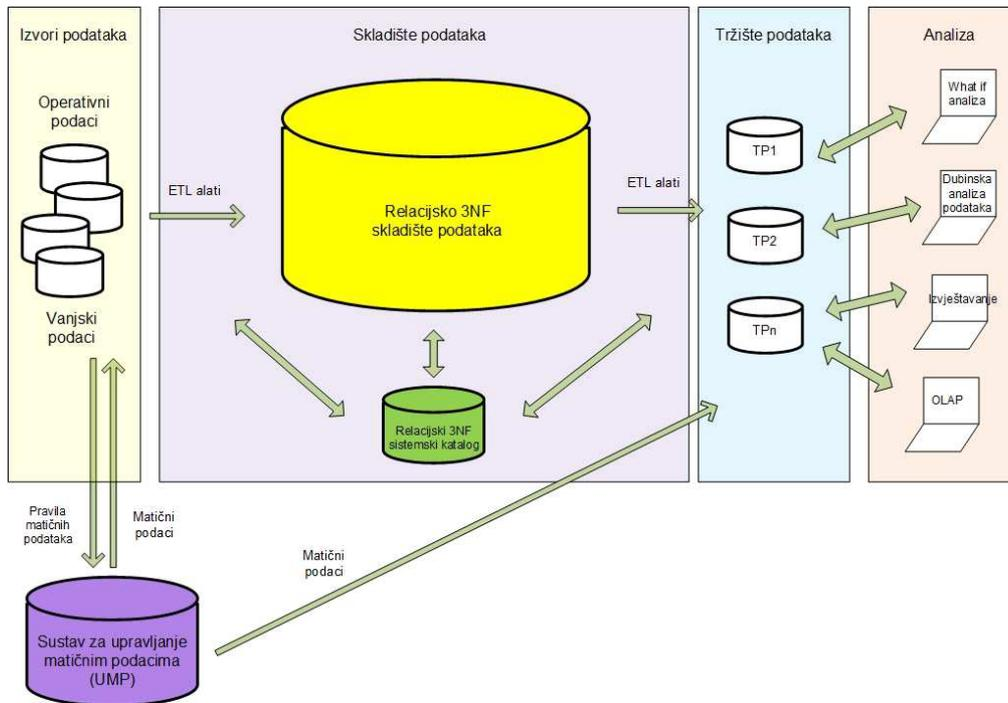 Izvori podataka
Skladište podataka
Tržište podataka
Analiza
Operativni
podaci
Vanjski
podaci
ETL alati
Relacijsko 3NF
skladište podataka
ETL alati
Relacijski 3NF
sistemski katalog
TP1
TP2
TPn
What if
analiza
Dubinska
analiza
podataka
Izvještavanje
OLAP
Pravila
matičnih
podataka
Matični
podaci
Matični
podaci
Sustav za upravljanje
matičnim podacima
(UMP)